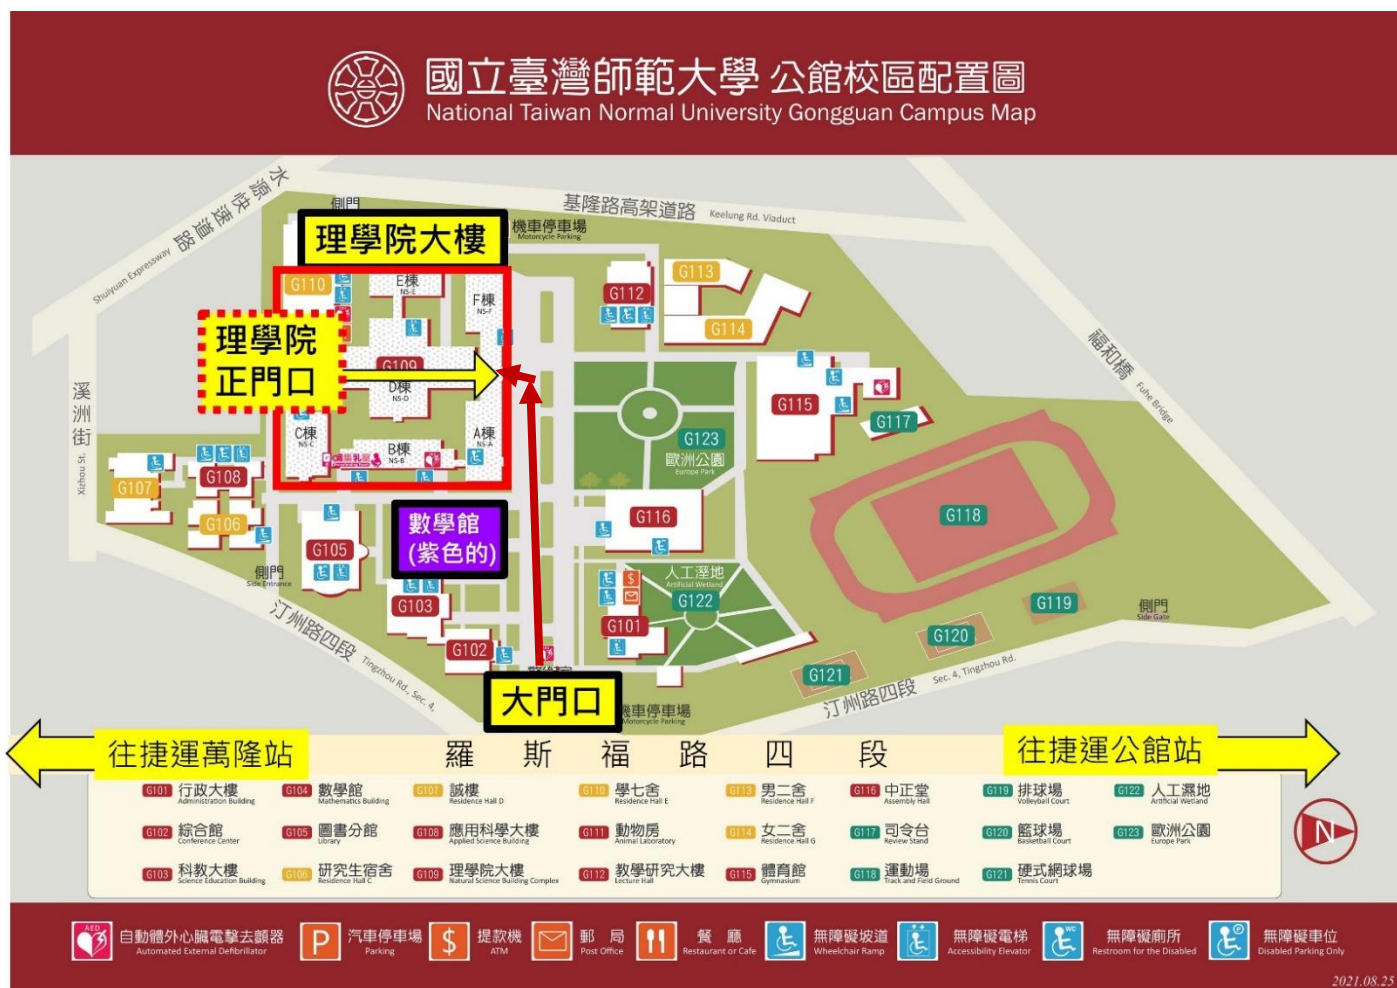 國立臺灣師範大學 公館校區配置圖
National Taiwan Normal University Gongguan Campus Map
水源快速道路
Shuiyuan Expressway
側門
基隆路高架道路 Keelung Rd. Viaduct
機車停車場
Motorcycle Parking
理學院大樓
G110
E棟
NS-E
F棟
NS-F
G112
G113
G114
理學院
正門口
G109
D棟
NS-D
C棟
NS-C
B棟
NS-B
A棟
NS-A
G115
G117
福和橋
Fuhe Bridge
溪洲街
Xizhou St.
G123
歐洲公園
Europe Park
G107
G108
G106
數學館
(紫色的)
G116
G118
G105
側門
Side Entrance
人工溼地
Artificial Wetland
G122
G103
G101
G102
G119
G120
G121
側門
Side Gate
汀州路四段
Tingzhou Rd., Sec. 4,
汀州路四段
Sec. 4, Tingzhou Rd.
大門口
機車停車場
Motorcycle Parking
往捷運萬隆站
羅斯福路四段
往捷運公館站
G101 行政大樓
Administration Building
G104 數學館
Mathematics Building
G107 誠樓
Residence Hall D
G110 學七舍
Residence Hall E
G113 男二舍
Residence Hall F
G116 中正堂
Assembly Hall
G119 排球場
Volleyball Court
G122 人工濕地
Artificial Wetland
G102 綜合館
Conference Center
G105 圖書分館
Library
G108 應用科學大樓
Applied Science Building
G111 動物房
Animal Laboratory
G114 女二舍
Residence Hall G
G117 司令台
Review Stand
G120 籃球場
Basketball Court
G123 歐洲公園
Europe Park
G103 科教大樓
Science Education Building
G106 研究生宿舍
Residence Hall C
G109 理學院大樓
Natural Science Building Complex
G112 教學研究大樓
Lecture Hall
G115 體育館
Gymnasium
G118 運動場
Track and Field Ground
G121 硬式網球場
Tennis Court
N
AED
自動體外心臟電擊去顫器
Automated External Defibrillator
P
汽車停車場
Parking
$
提款機
ATM
郵局
Post Office
餐廳
Restaurant or Cafe
無障礙坡道
Wheelchair Ramp
無障礙電梯
Accessibility Elevator
WC
無障礙廁所
Restroom for the Disabled
P
無障礙車位
Disabled Parking Only
2021.08.25